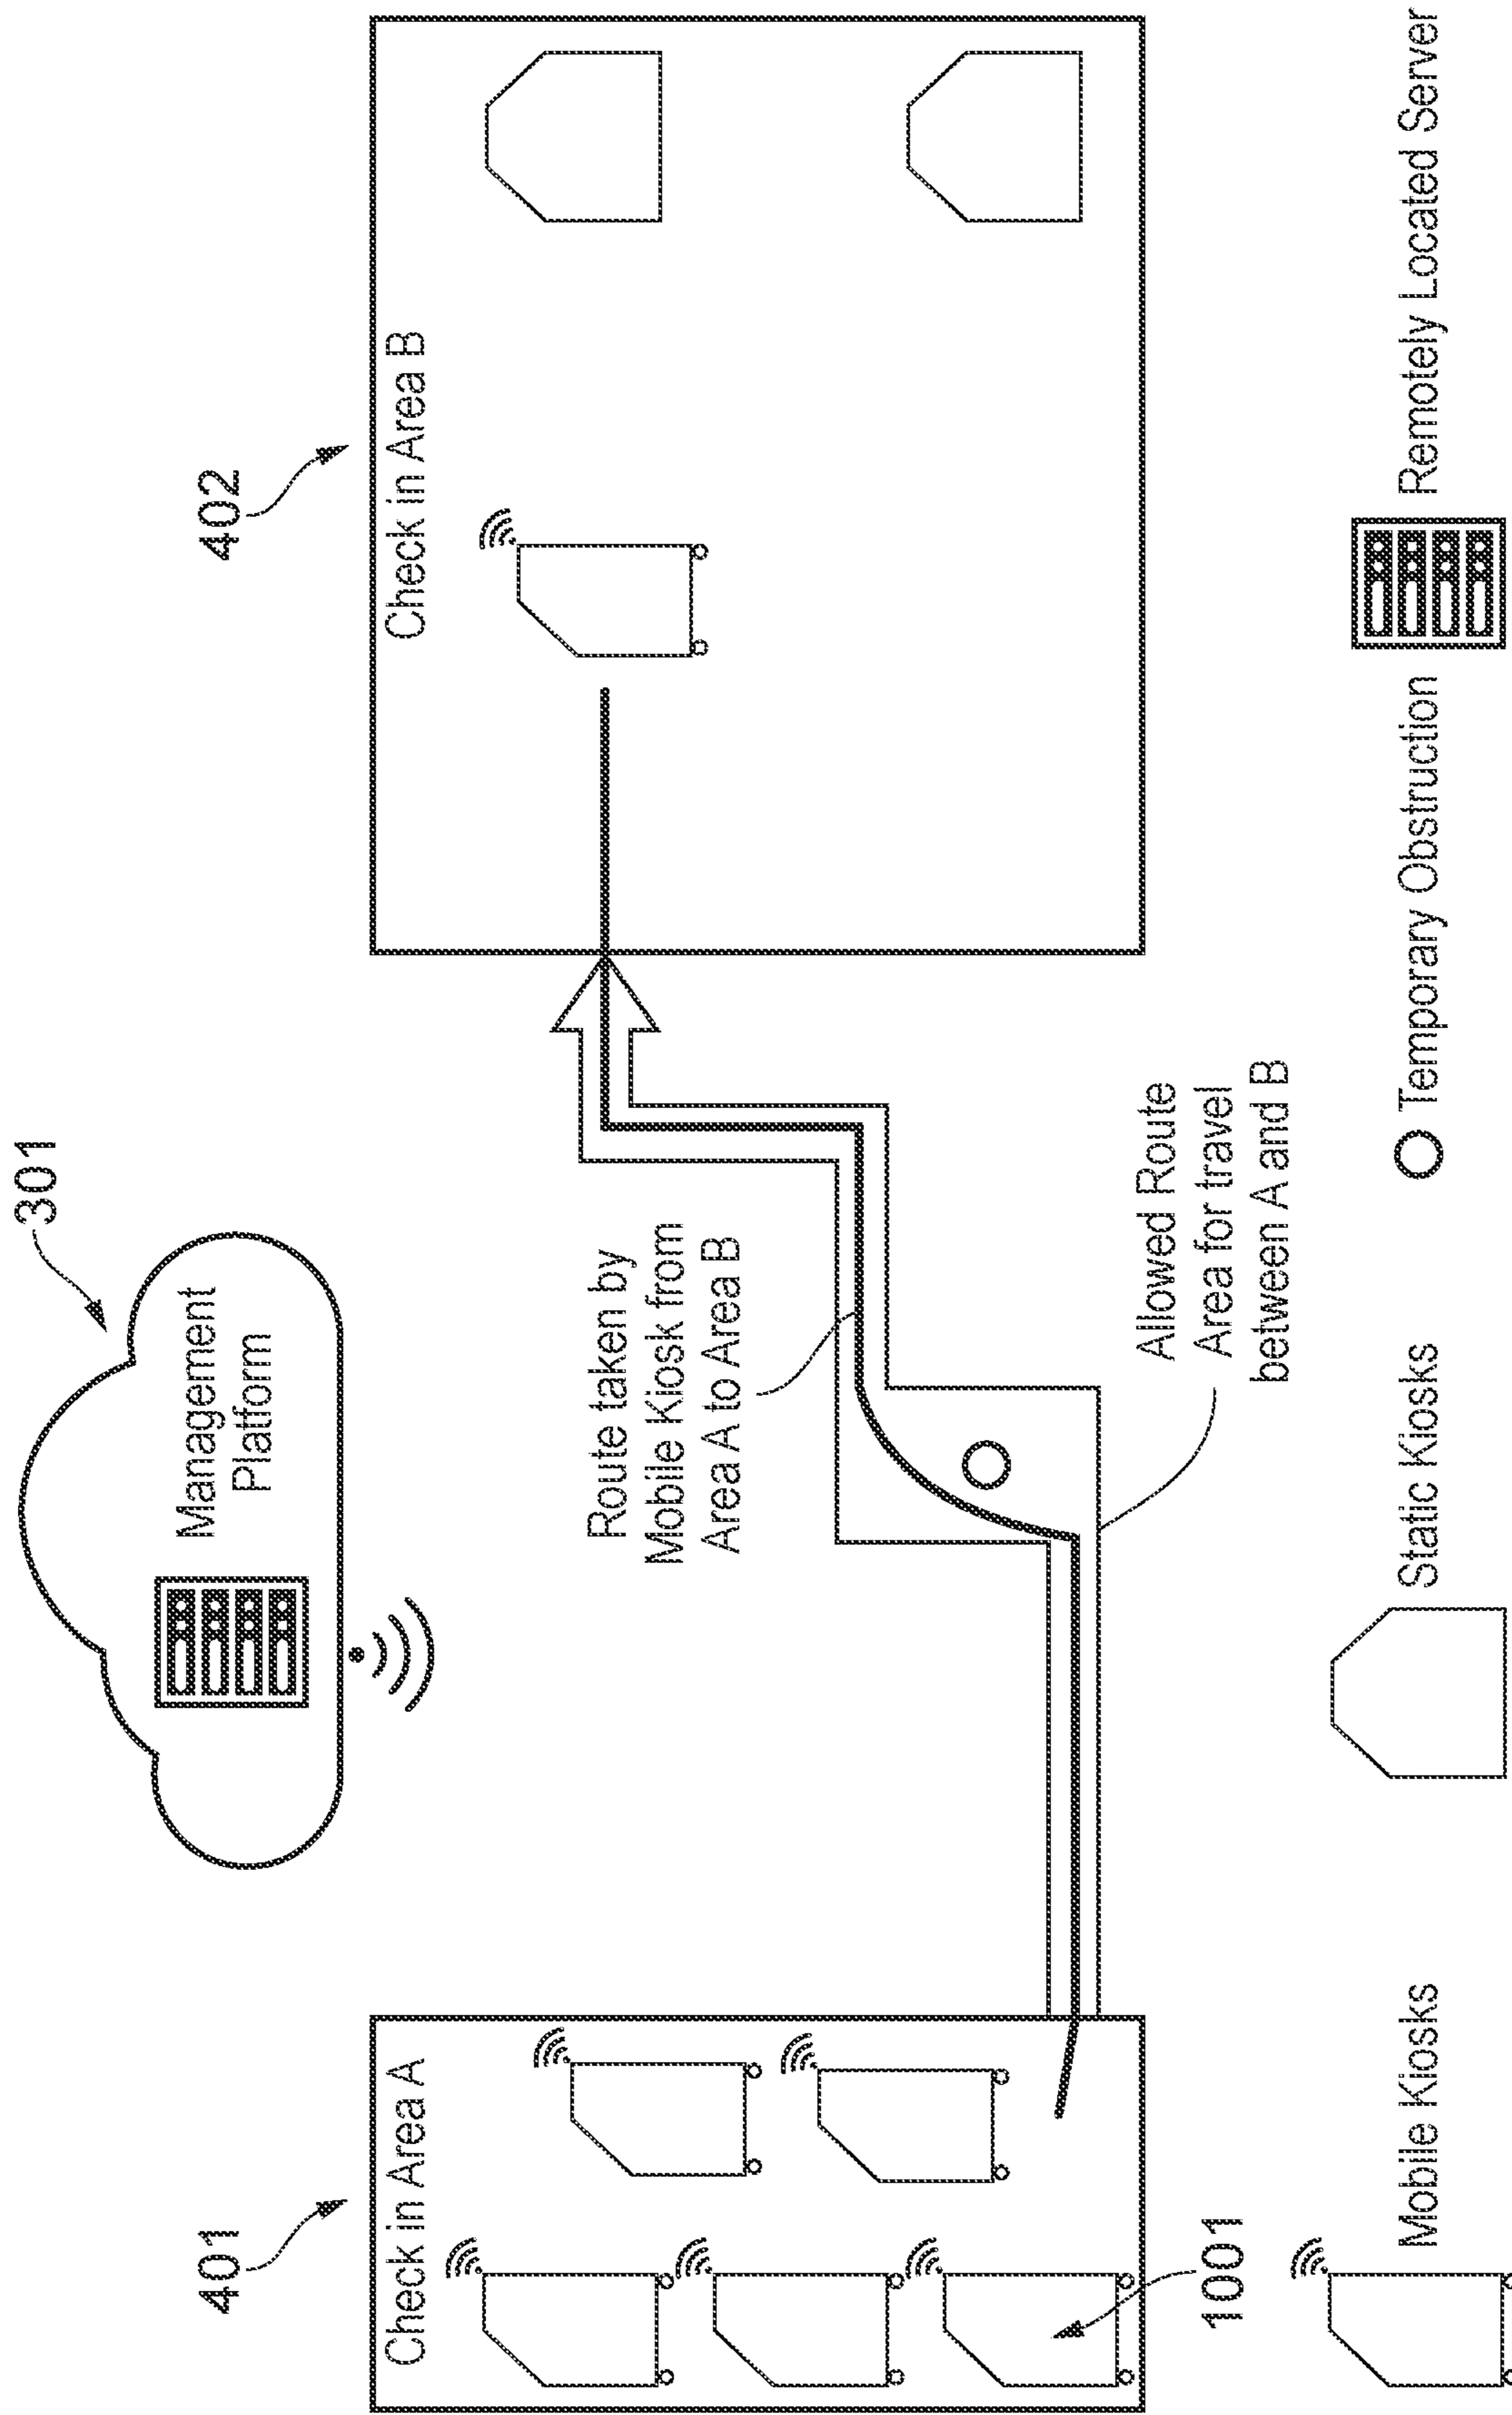 301
Management
Platform
401
402
Check in Area A
Check in Area B
Route taken by
Mobile Kiosk from
Area A to Area B
Allowed Route
Area for travel
between A and B
1001
Mobile Kiosks
Static Kiosks
Temporary Obstruction
Remotely Located Server